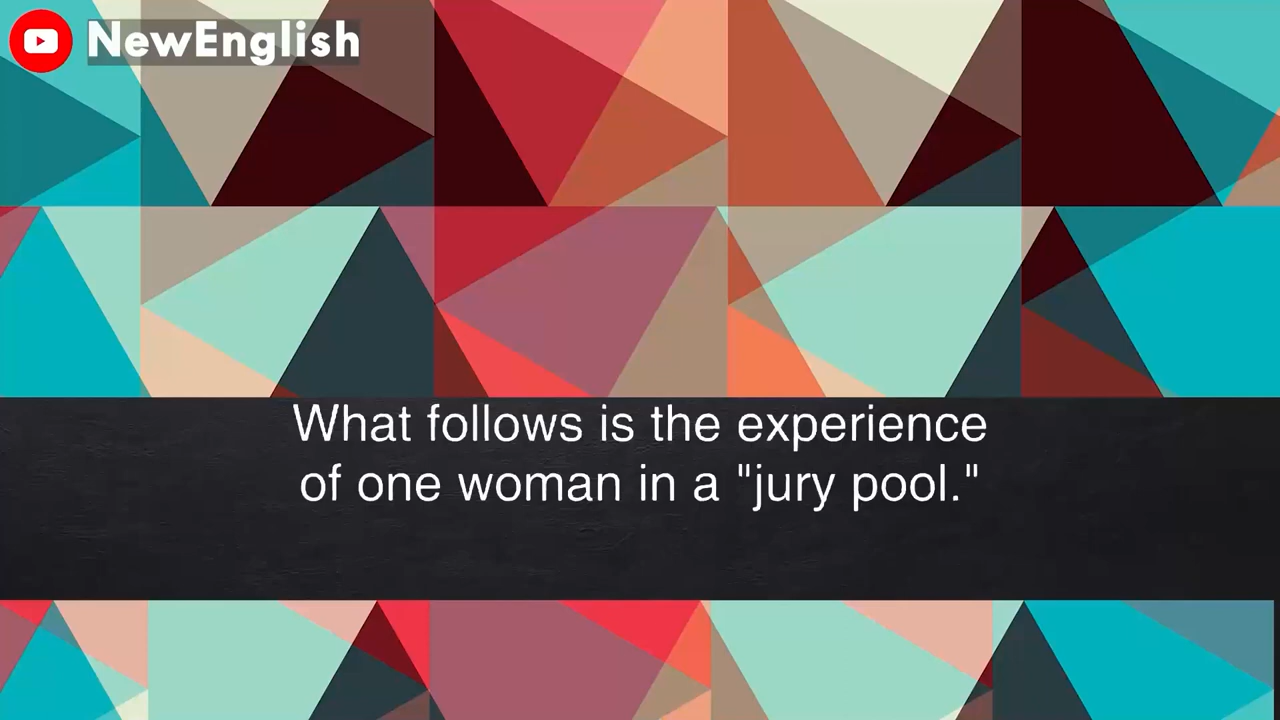 NewEnglish
What follows is the experience
of one woman in a "jury pool."